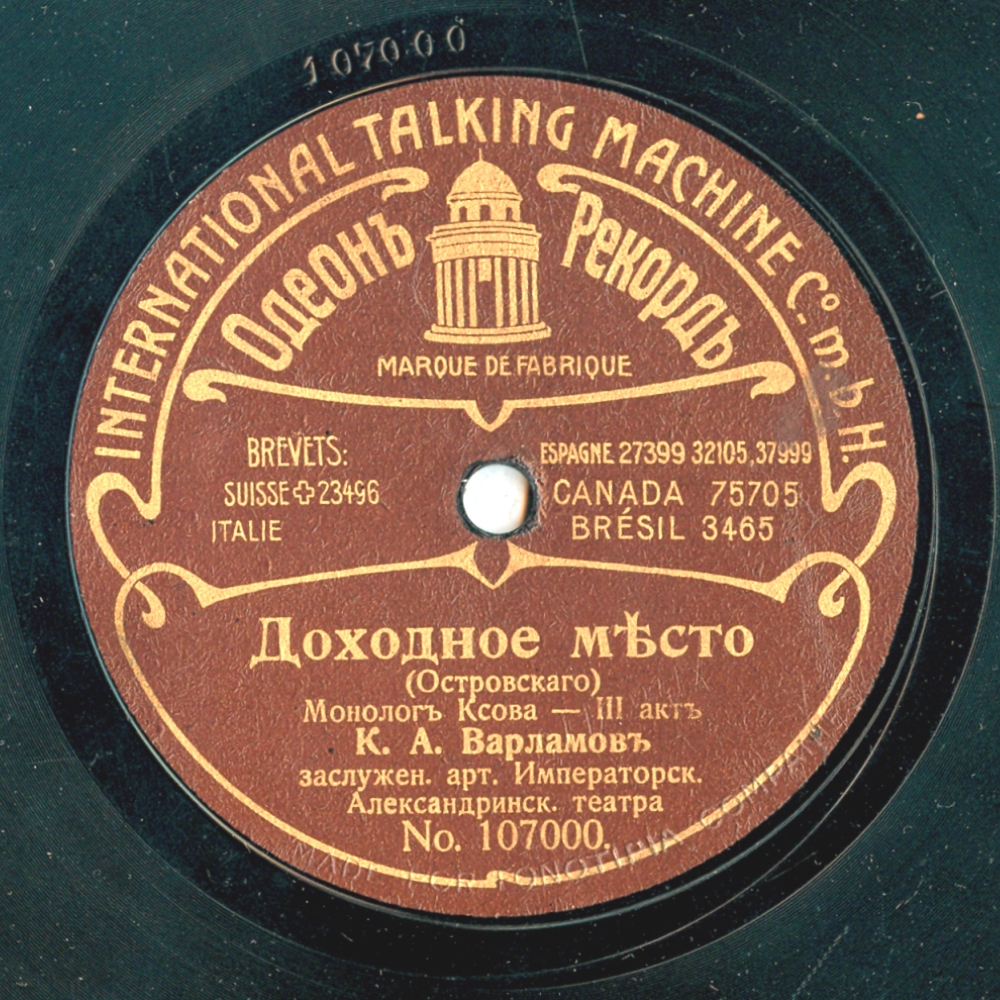 107000
INTERNATIONAL TALKING MACHINE Co. m. b. H.
Одеонъ Рекордъ
MARQUE DE FABRIQUE
BREVETS:
SUISSE 23496
ITALIE
ESPAGNE 27399 32105, 37999
CANADA 75705
BRÉSIL 3465
Доходное мѣсто
(Островскаго)
Монологъ Ксова — III актъ
К. А. Варламовъ
заслужен. арт. Императорск.
Александринск. театра
No. 107000.
MADE FOR FONOTIPIA COMPANY